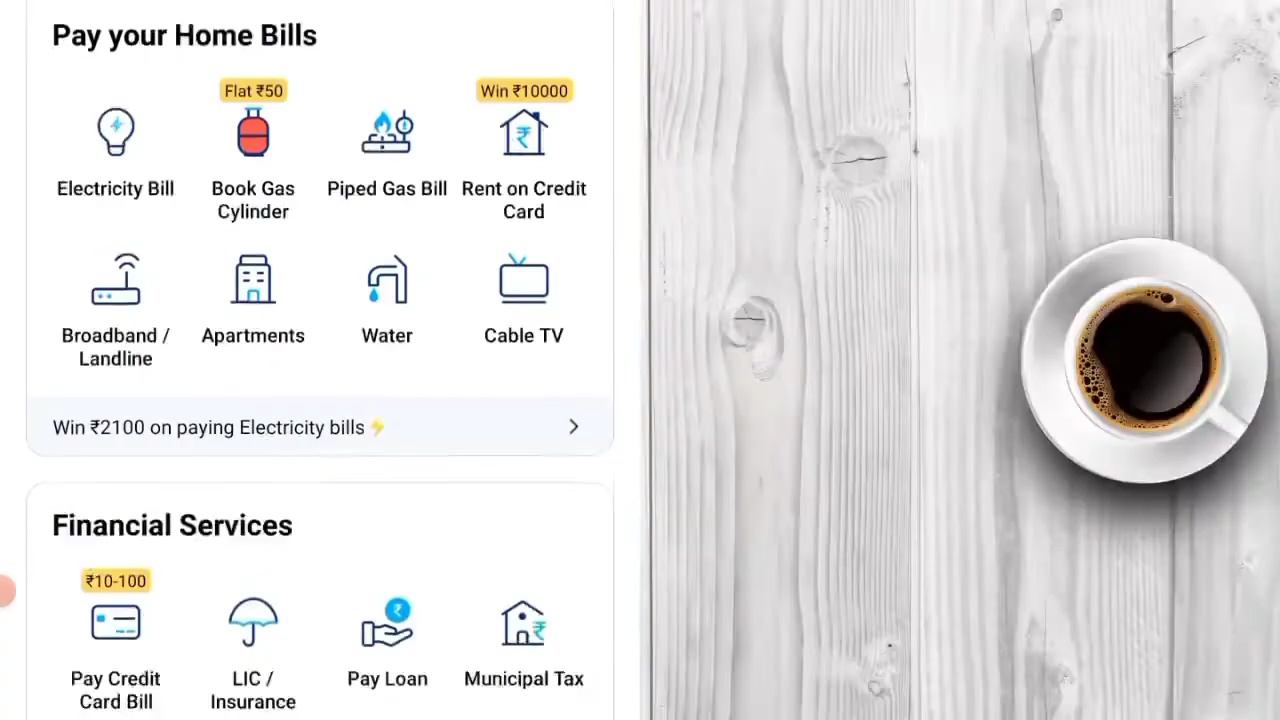 Pay your Home Bills
Flat ₹50
Win ₹10000
Electricity Bill
Book Gas
Cylinder
Piped Gas Bill
Rent on Credit
Card
Broadband /
Landline
Apartments
Water
Cable TV
Win ₹2100 on paying Electricity bills⚡
Financial Services
₹10-100
Pay Credit
Card Bill
LIC /
Insurance
Pay Loan
Municipal Tax